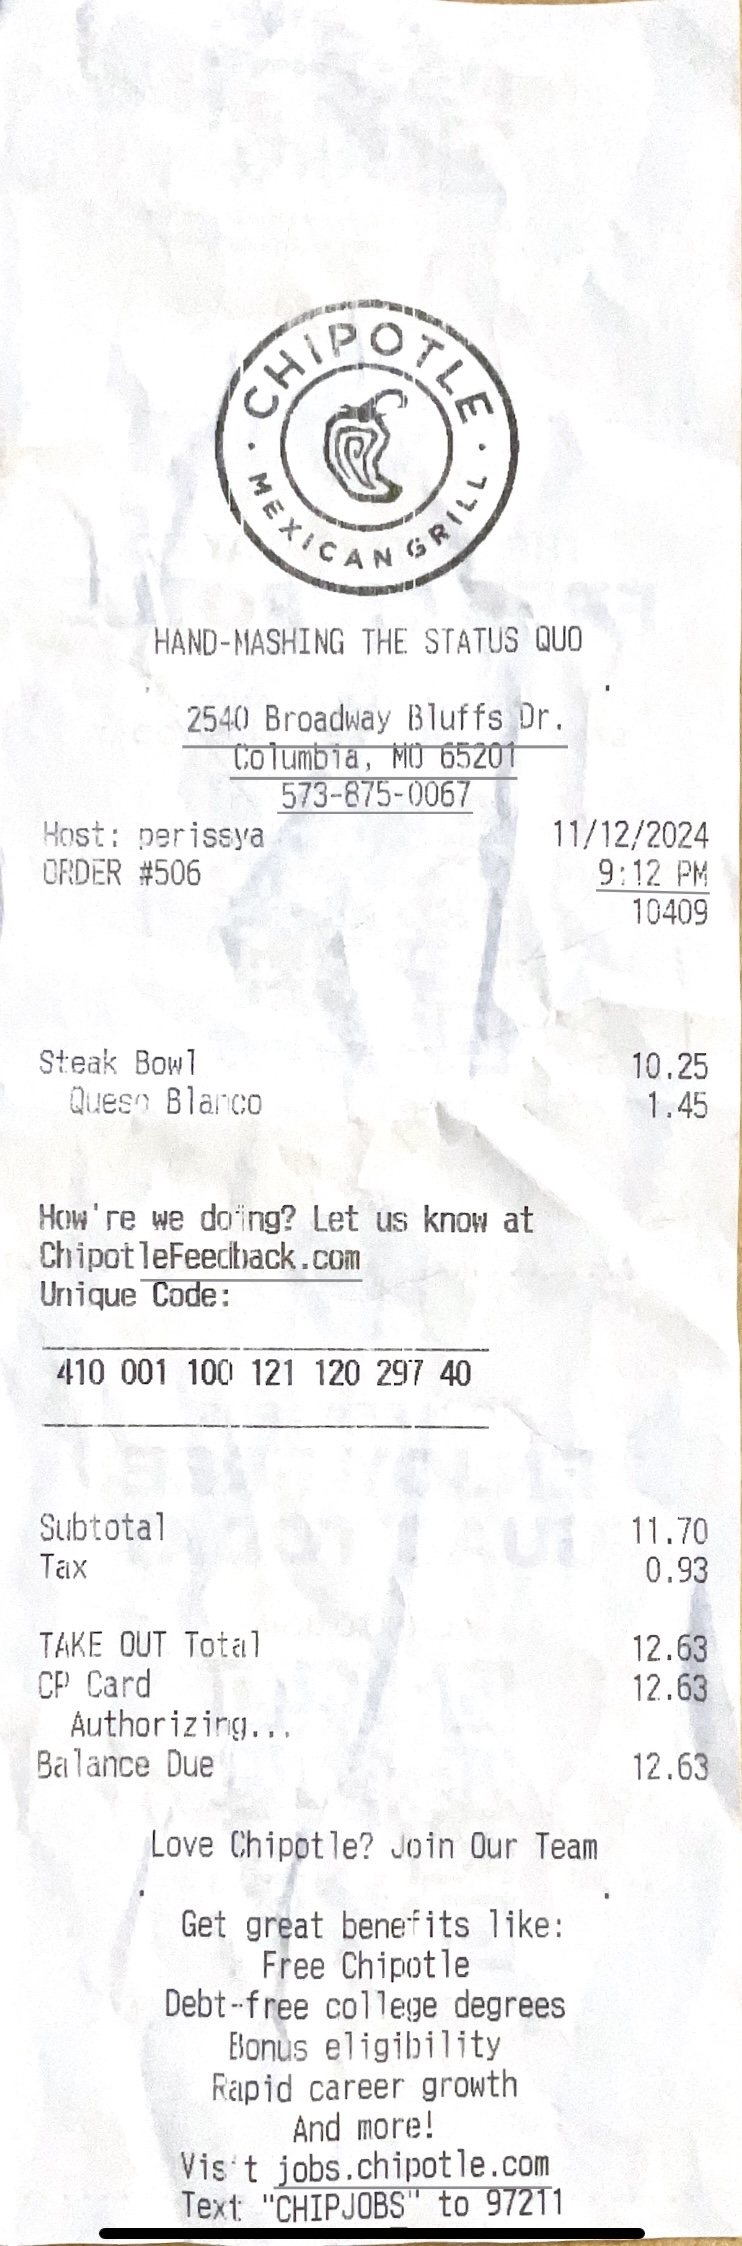 CHIPOTLE
MEXICAN GRILL
HAND-MASHING THE STATUS QUO
2540 Broadway Bluffs Dr.
Columbia, MO 65201
573-875-0067
Host: perissya 11/12/2024
ORDER #506 9:12 PM
10409
Steak Bowl 10.25
Queso Blanco 1.45
How're we doing? Let us know at
ChipotleFeedback.com
Unique Code:
410 001 100 121 120 297 40
Subtotal 11.70
Tax 0.93
TAKE OUT Total 12.63
CP Card 12.63
Authorizing...
Balance Due 12.63
Love Chipotle? Join Our Team
Get great benefits like:
Free Chipotle
Debt-free college degrees
Bonus eligibility
Rapid career growth
And more!
Visit jobs.chipotle.com
Text "CHIPJOBS" to 97211